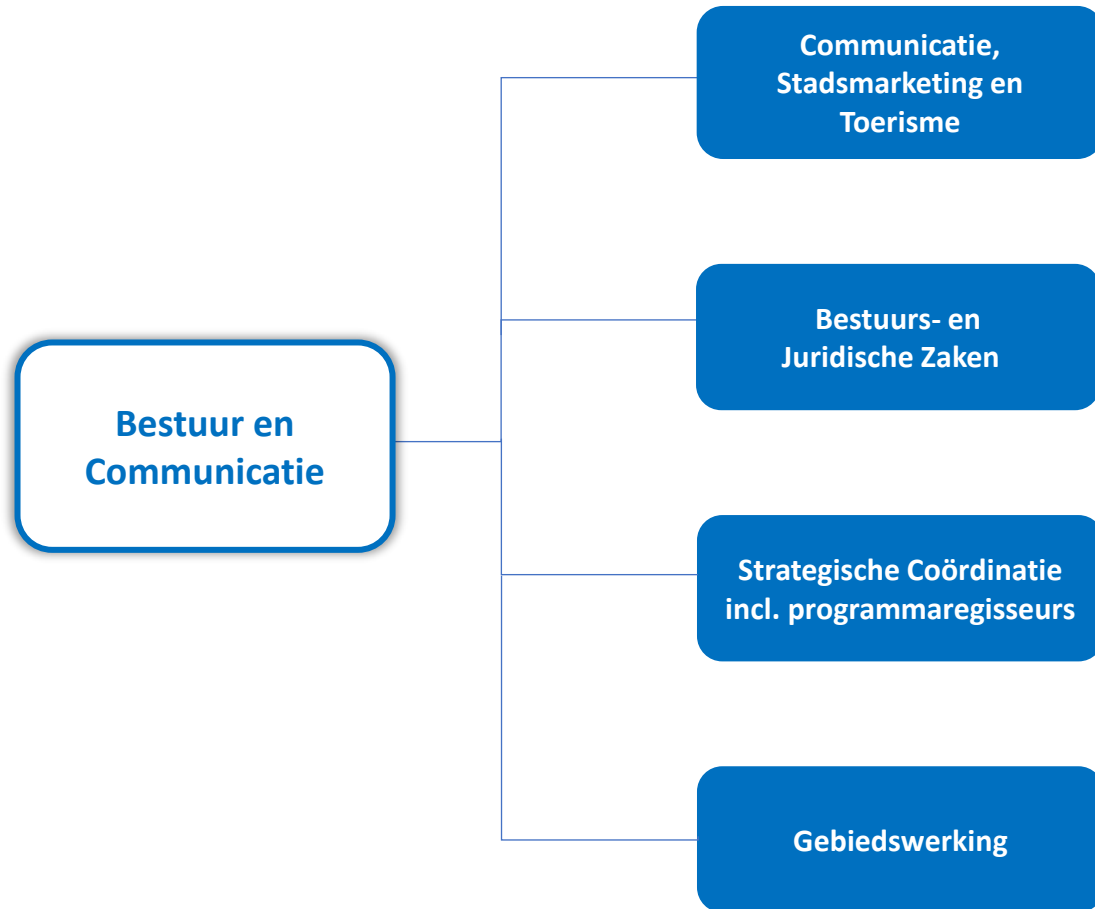 Communicatie,
Stadsmarketing en
Toerisme
Bestuurs- en
Juridische Zaken
Bestuur en
Communicatie
Strategische Coördinatie
incl. programmaregisseurs
Gebiedswerking